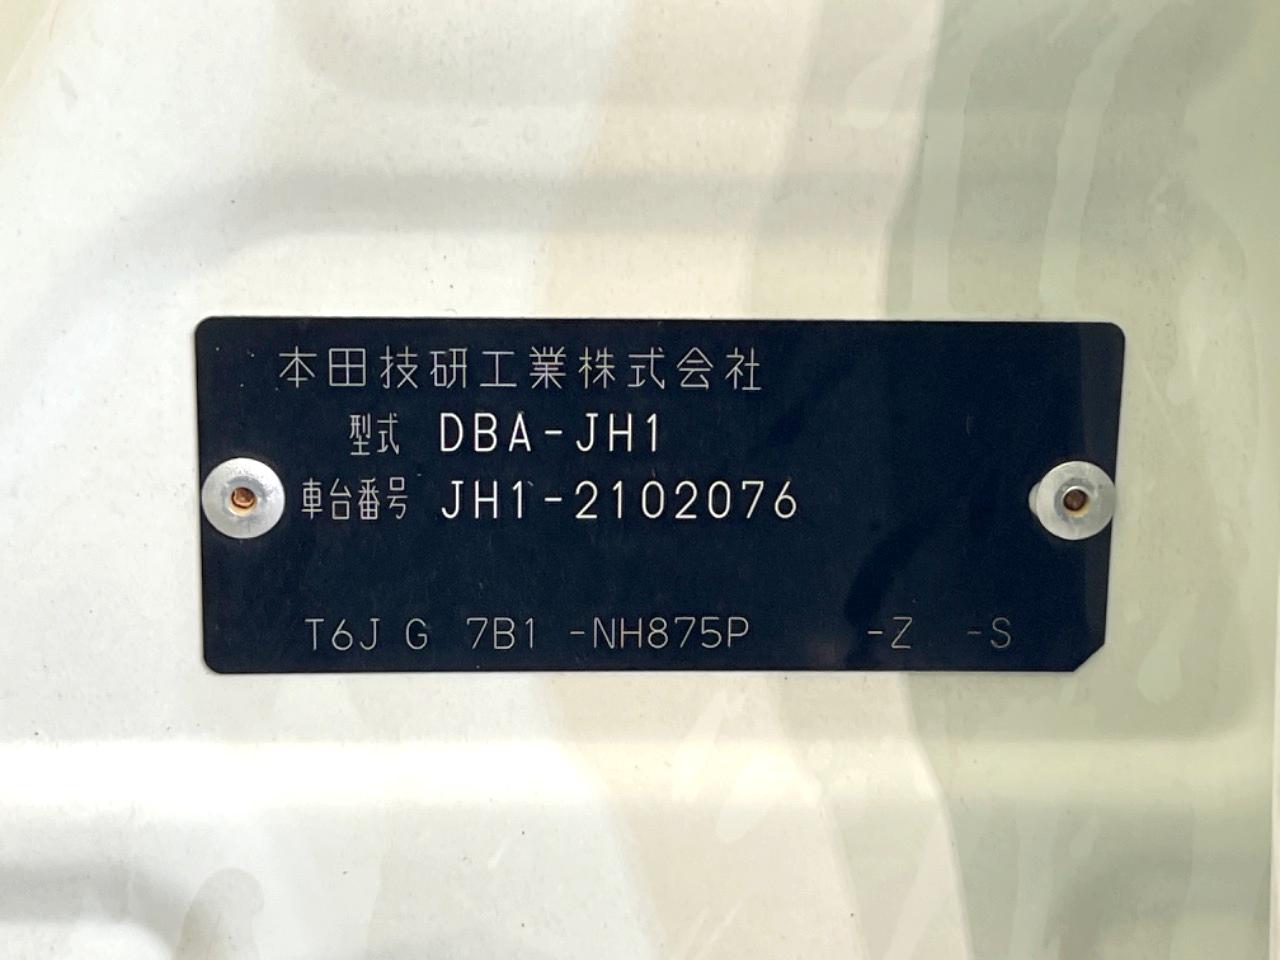 本田技研工業株式会社
型式 DBA-JH1
車台番号 JH1-2102076
T6J G 7B1 -NH875P -Z -S